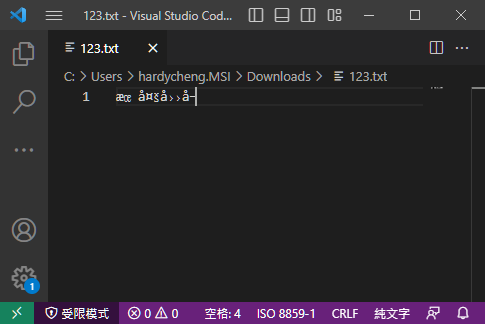 123.txt - Visual Studio Cod...
123.txt
C: > Users > hardycheng.MSI > Downloads > 123.txt
1 æœ å¤šå››å–
1
受限模式 0 0 空格: 4 ISO 8859-1 CRLF 純文字